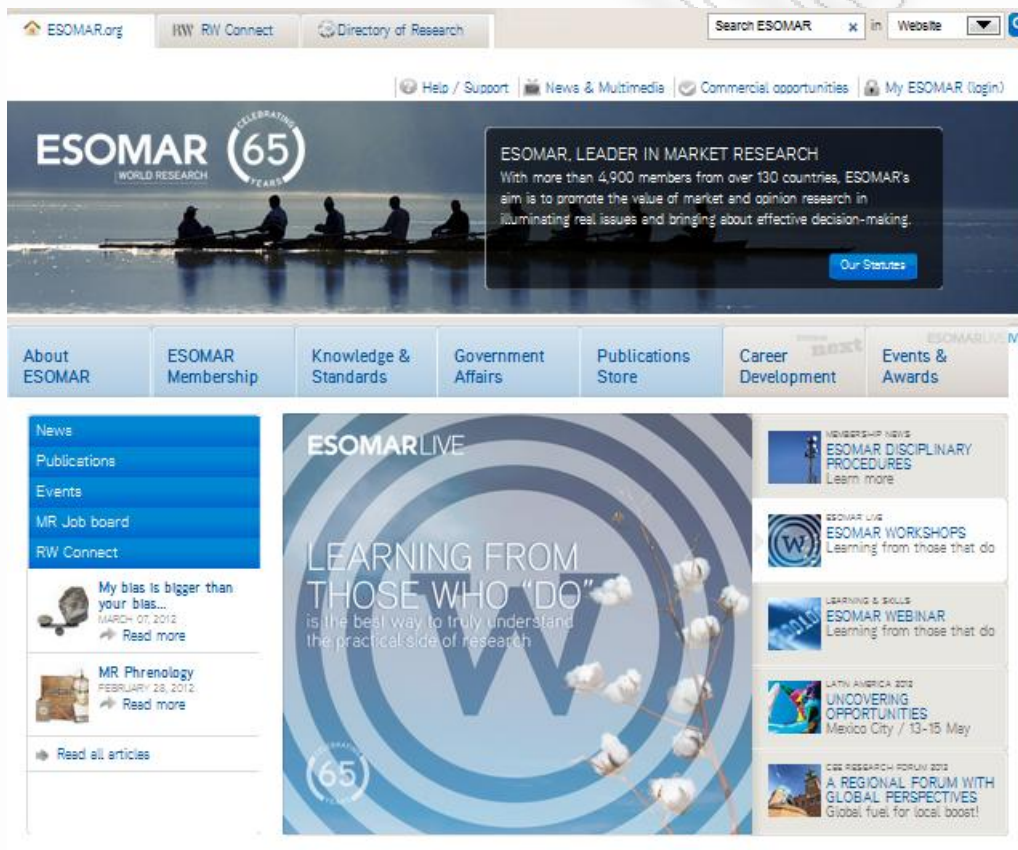 ESOMAR.org
RW RW Connect
Directory of Research
Search ESOMAR x in Website
Help / Support News & Multimedia Commercial opportunities My ESOMAR (login)
ESOMAR
WORLD RESEARCH
CELEBRATING
65
YEARS
ESOMAR, LEADER IN MARKET RESEARCH
With more than 4,900 members from over 130 countries, ESOMAR's
aim is to promote the value of market and opinion research in
illuminating real issues and bringing about effective decision-making.
Our Statutes
About
ESOMAR
ESOMAR
Membership
Knowledge &
Standards
Government
Affairs
Publications
Store
next
Career
Development
ESOMARLIVE
Events &
Awards
News
Publications
Events
MR Job board
RW Connect
My bias is bigger than
your bias...
MARCH 07, 2012
Read more
MR Phrenology
FEBRUARY 28, 2012
Read more
Read all articles
ESOMARLIVE
LEARNING FROM
THOSE WHO "DO"
is the best way to truly understand
the practical side of research
W
CELEBRATING
65
YEARS
MEMBERSHIP NEWS
ESOMAR DISCIPLINARY
PROCEDURES
Learn more
W
ESOMAR LIVE
ESOMAR WORKSHOPS
Learning from those that do
LEARNING & SKILLS
ESOMAR WEBINAR
Learning from those that do
LATIN AMERICA 2012
UNCOVERING
OPPORTUNITIES
Mexico City / 13-15 May
CEE RESEARCH FORUM 2012
A REGIONAL FORUM WITH
GLOBAL PERSPECTIVES
Global fuel for local boost!